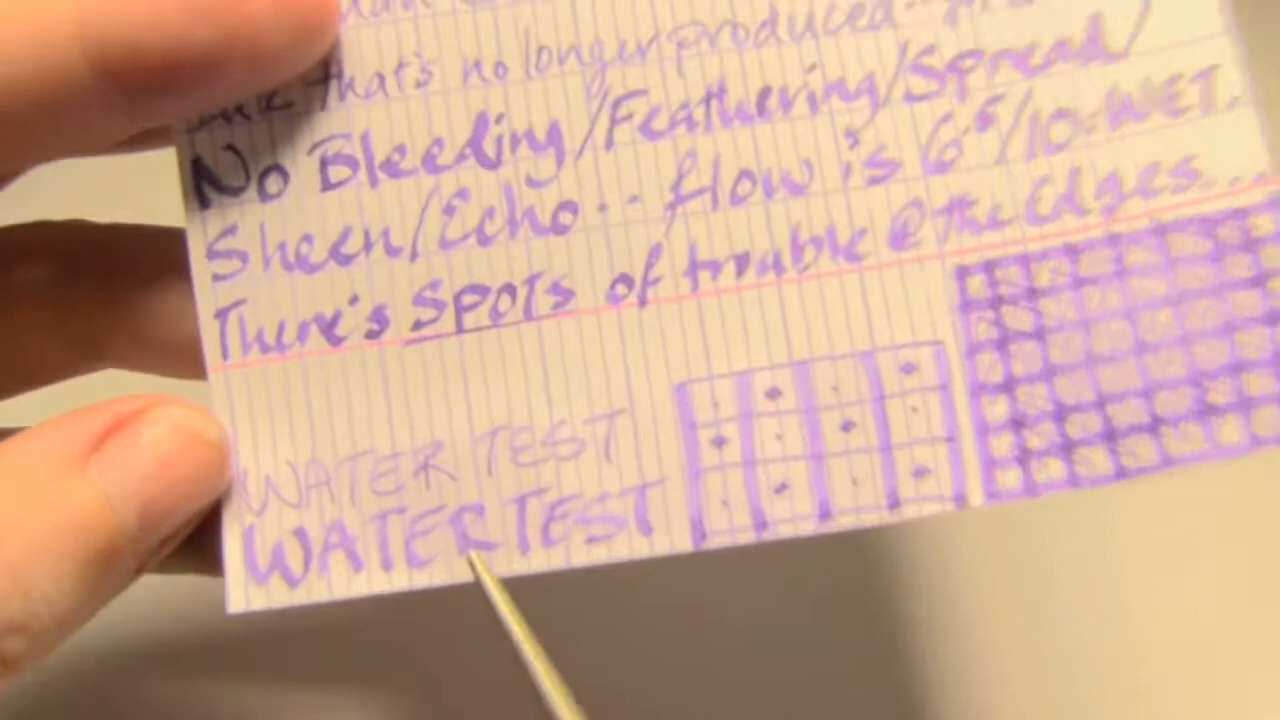 that's no longer produced..
No Bleeding/Feathering/Spread/
Sheen/Echo.. flow is 6.5/10. WET.
There's SPOTS of trouble @ the Edges...
WATER TEST
WATER TEST